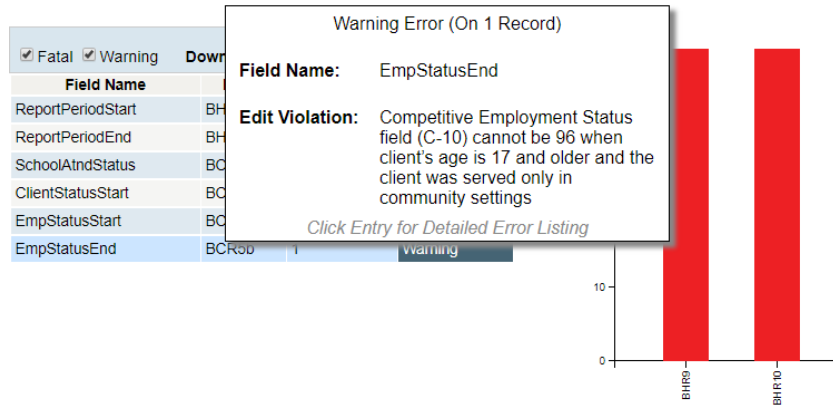 Warning Error (On 1 Record)
Field Name: EmpStatusEnd
Edit Violation: Competitive Employment Status
field (C-10) cannot be 96 when
client's age is 17 and older and the
client was served only in
community settings
Click Entry for Detailed Error Listing
Fatal Warning
Field Name
ReportPeriodStart
ReportPeriodEnd
SchoolAtndStatus
ClientStatusStart
EmpStatusStart
EmpStatusEnd BCR5b 1 Warning
10
0
BHR9
BHR10